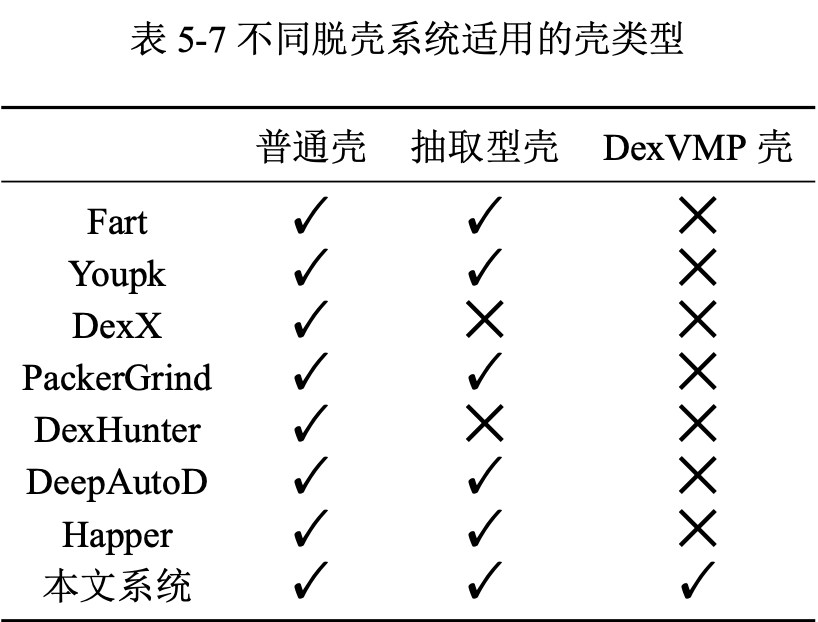 表 5-7 不同脱壳系统适用的壳类型
普通壳 抽取型壳 DexVMP 壳
Fart ✓ ✓ ×
Youpk ✓ ✓ ×
DexX ✓ × ×
PackerGrind ✓ ✓ ×
DexHunter ✓ × ×
DeepAutoD ✓ ✓ ×
Happer ✓ ✓ ×
本文系统 ✓ ✓ ✓